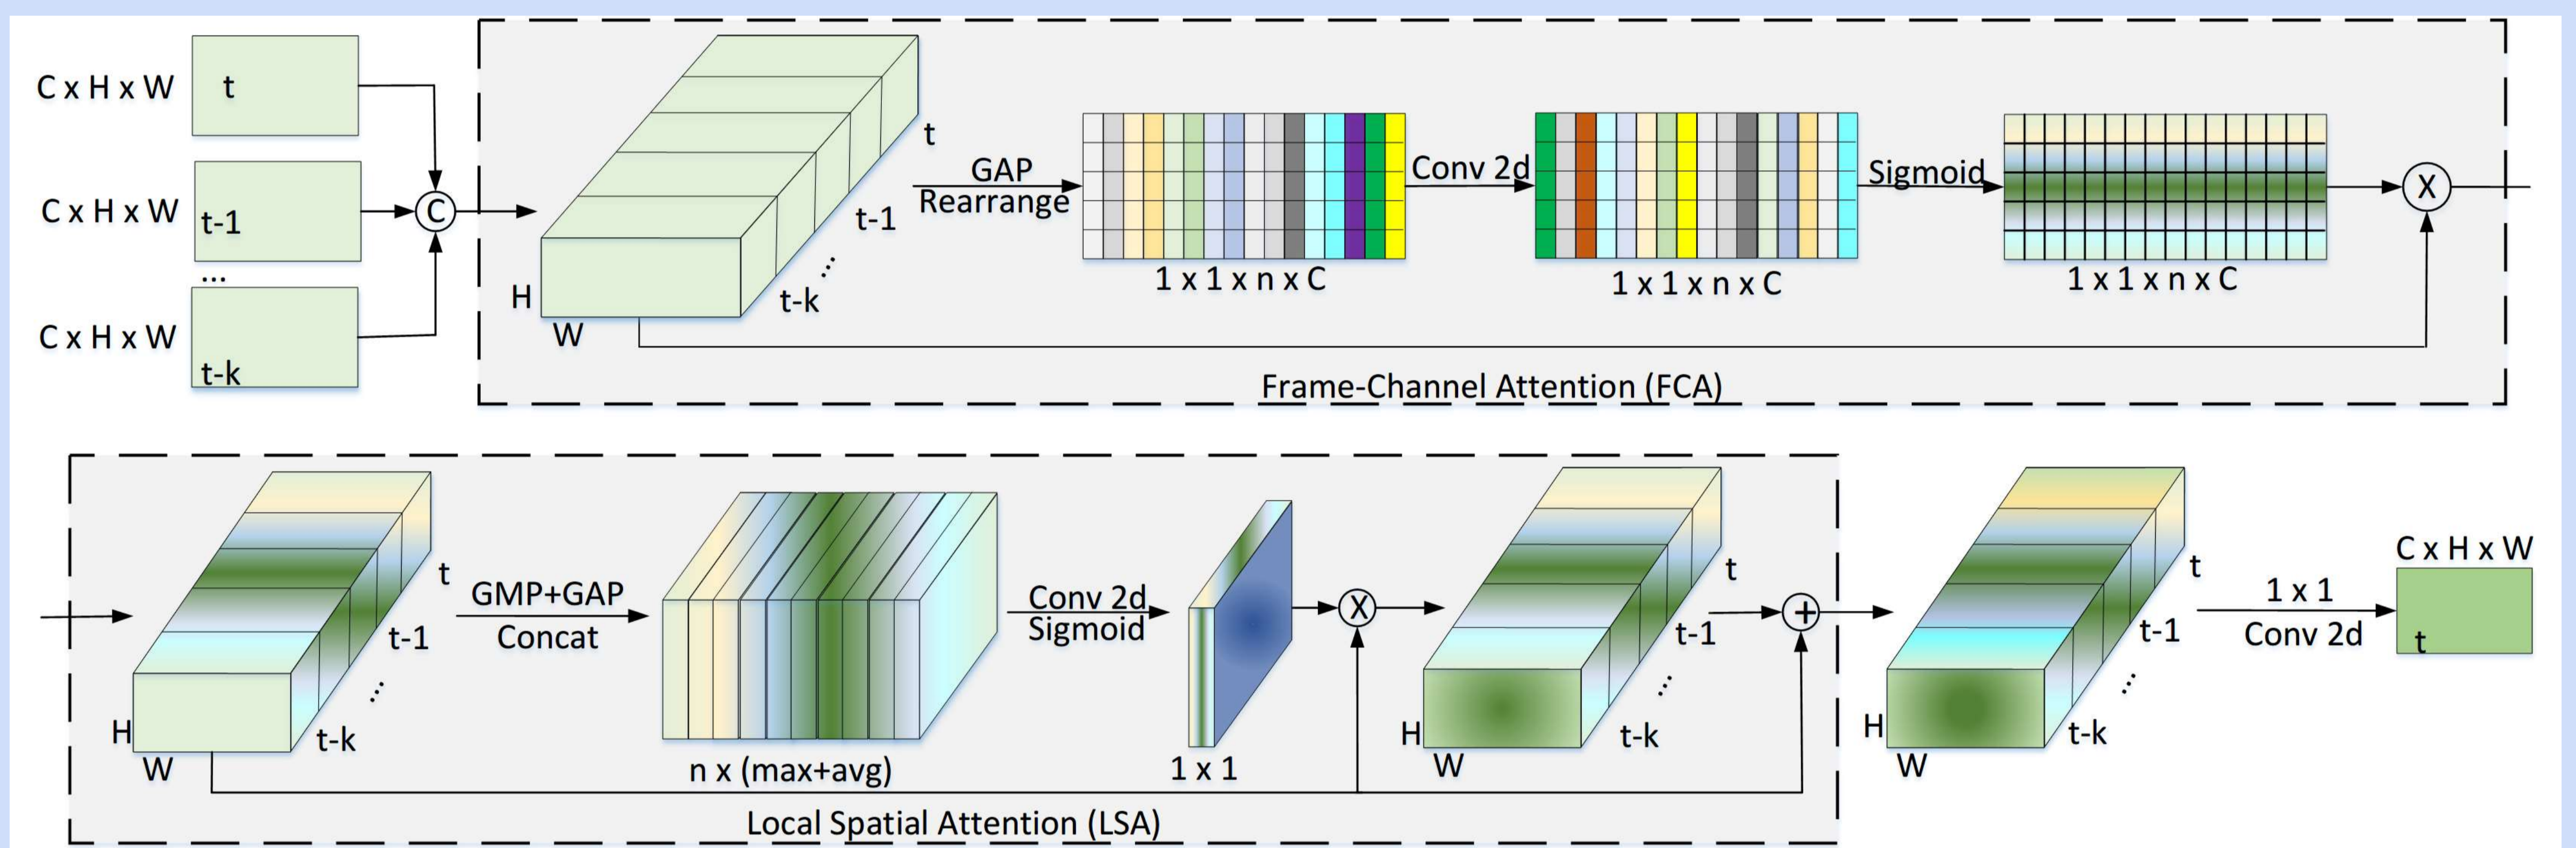 C x H x W
t
C x H x W
t-1
...
C x H x W
t-k
C
H
W
t
t-1
...
t-k
GAP
Rearrange
1 x 1 x n x C
Conv 2d
1 x 1 x n x C
Sigmoid
1 x 1 x n x C
X
Frame-Channel Attention (FCA)
H
W
t
t-1
...
t-k
GMP+GAP
Concat
n x (max+avg)
Conv 2d
Sigmoid
1 x 1
X
H
W
t
t-1
...
t-k
+
Local Spatial Attention (LSA)
H
W
t
t-1
...
t-k
1 x 1
Conv 2d
C x H x W
t